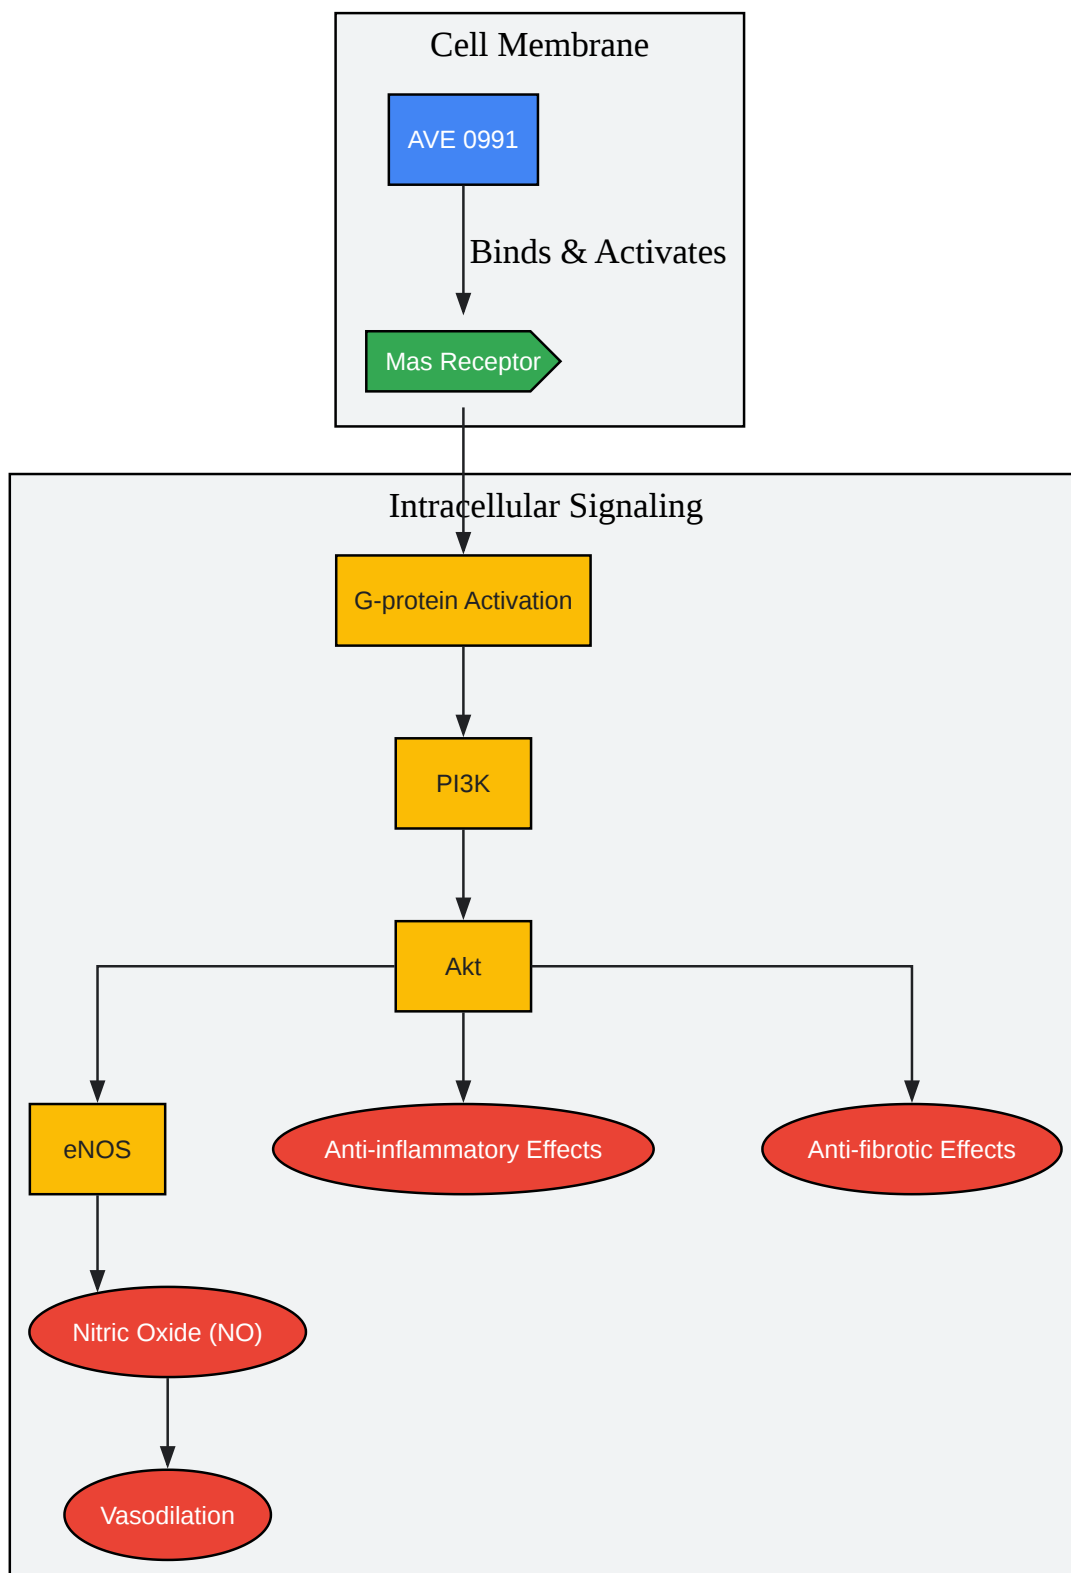 Cell Membrane
AVE 0991
Binds & Activates
Mas Receptor
Intracellular Signaling
G-protein Activation
PI3K
Akt
eNOS
Anti-inflammatory Effects
Anti-fibrotic Effects
Nitric Oxide (NO)
Vasodilation